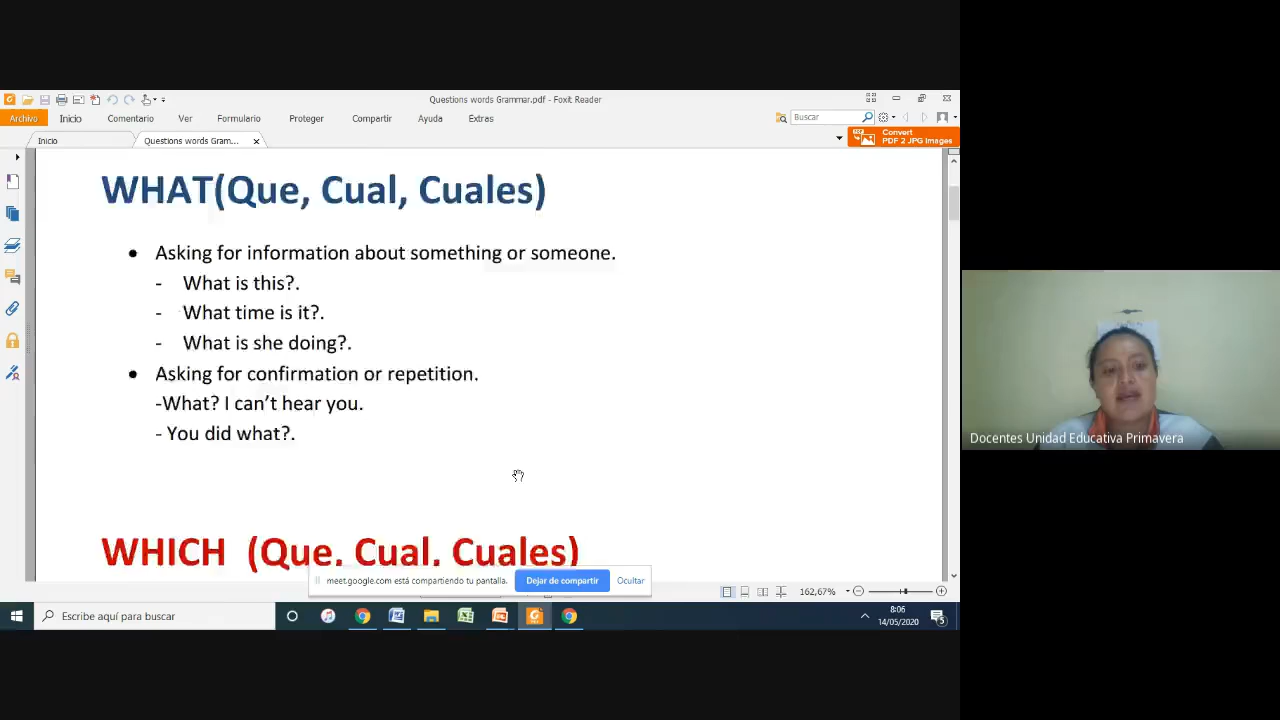 Questions words Grammar.pdf - Foxit Reader
Archivo Inicio Comentario Ver Formulario Proteger Compartir Ayuda Extras Buscar
Convert
PDF 2 JPG Images
Inicio Questions words Gram...
WHAT(Que, Cual, Cuales)
• Asking for information about something or someone.
- What is this?.
- What time is it?.
- What is she doing?.
• Asking for confirmation or repetition.
-What? I can't hear you.
- You did what?.
WHICH (Que, Cual, Cuales)
meet.google.com está compartiendo tu pantalla. Dejar de compartir Ocultar
162,67%
Escribe aquí para buscar
8:06
14/05/2020
5
Docentes Unidad Educativa Primavera